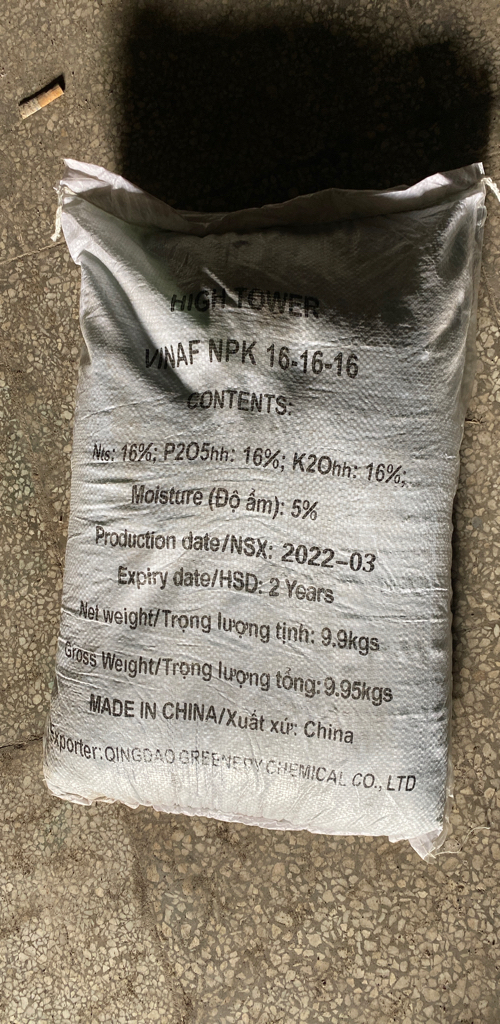 HIGH TOWER
VINAF NPK 16-16-16
CONTENTS:
Nts: 16%; P2O5hh: 16%; K2Ohh: 16%;
Moisture (Độ ẩm): 5%
Production date/NSX: 2022-03
Expiry date/HSD: 2 Years
Net weight/Trọng lượng tịnh: 9.9kgs
Gross Weight/Trọng lượng tổng: 9.95kgs
MADE IN CHINA/Xuất xứ: China
Exporter: QINGDAO GREENERY CHEMICAL CO., LTD